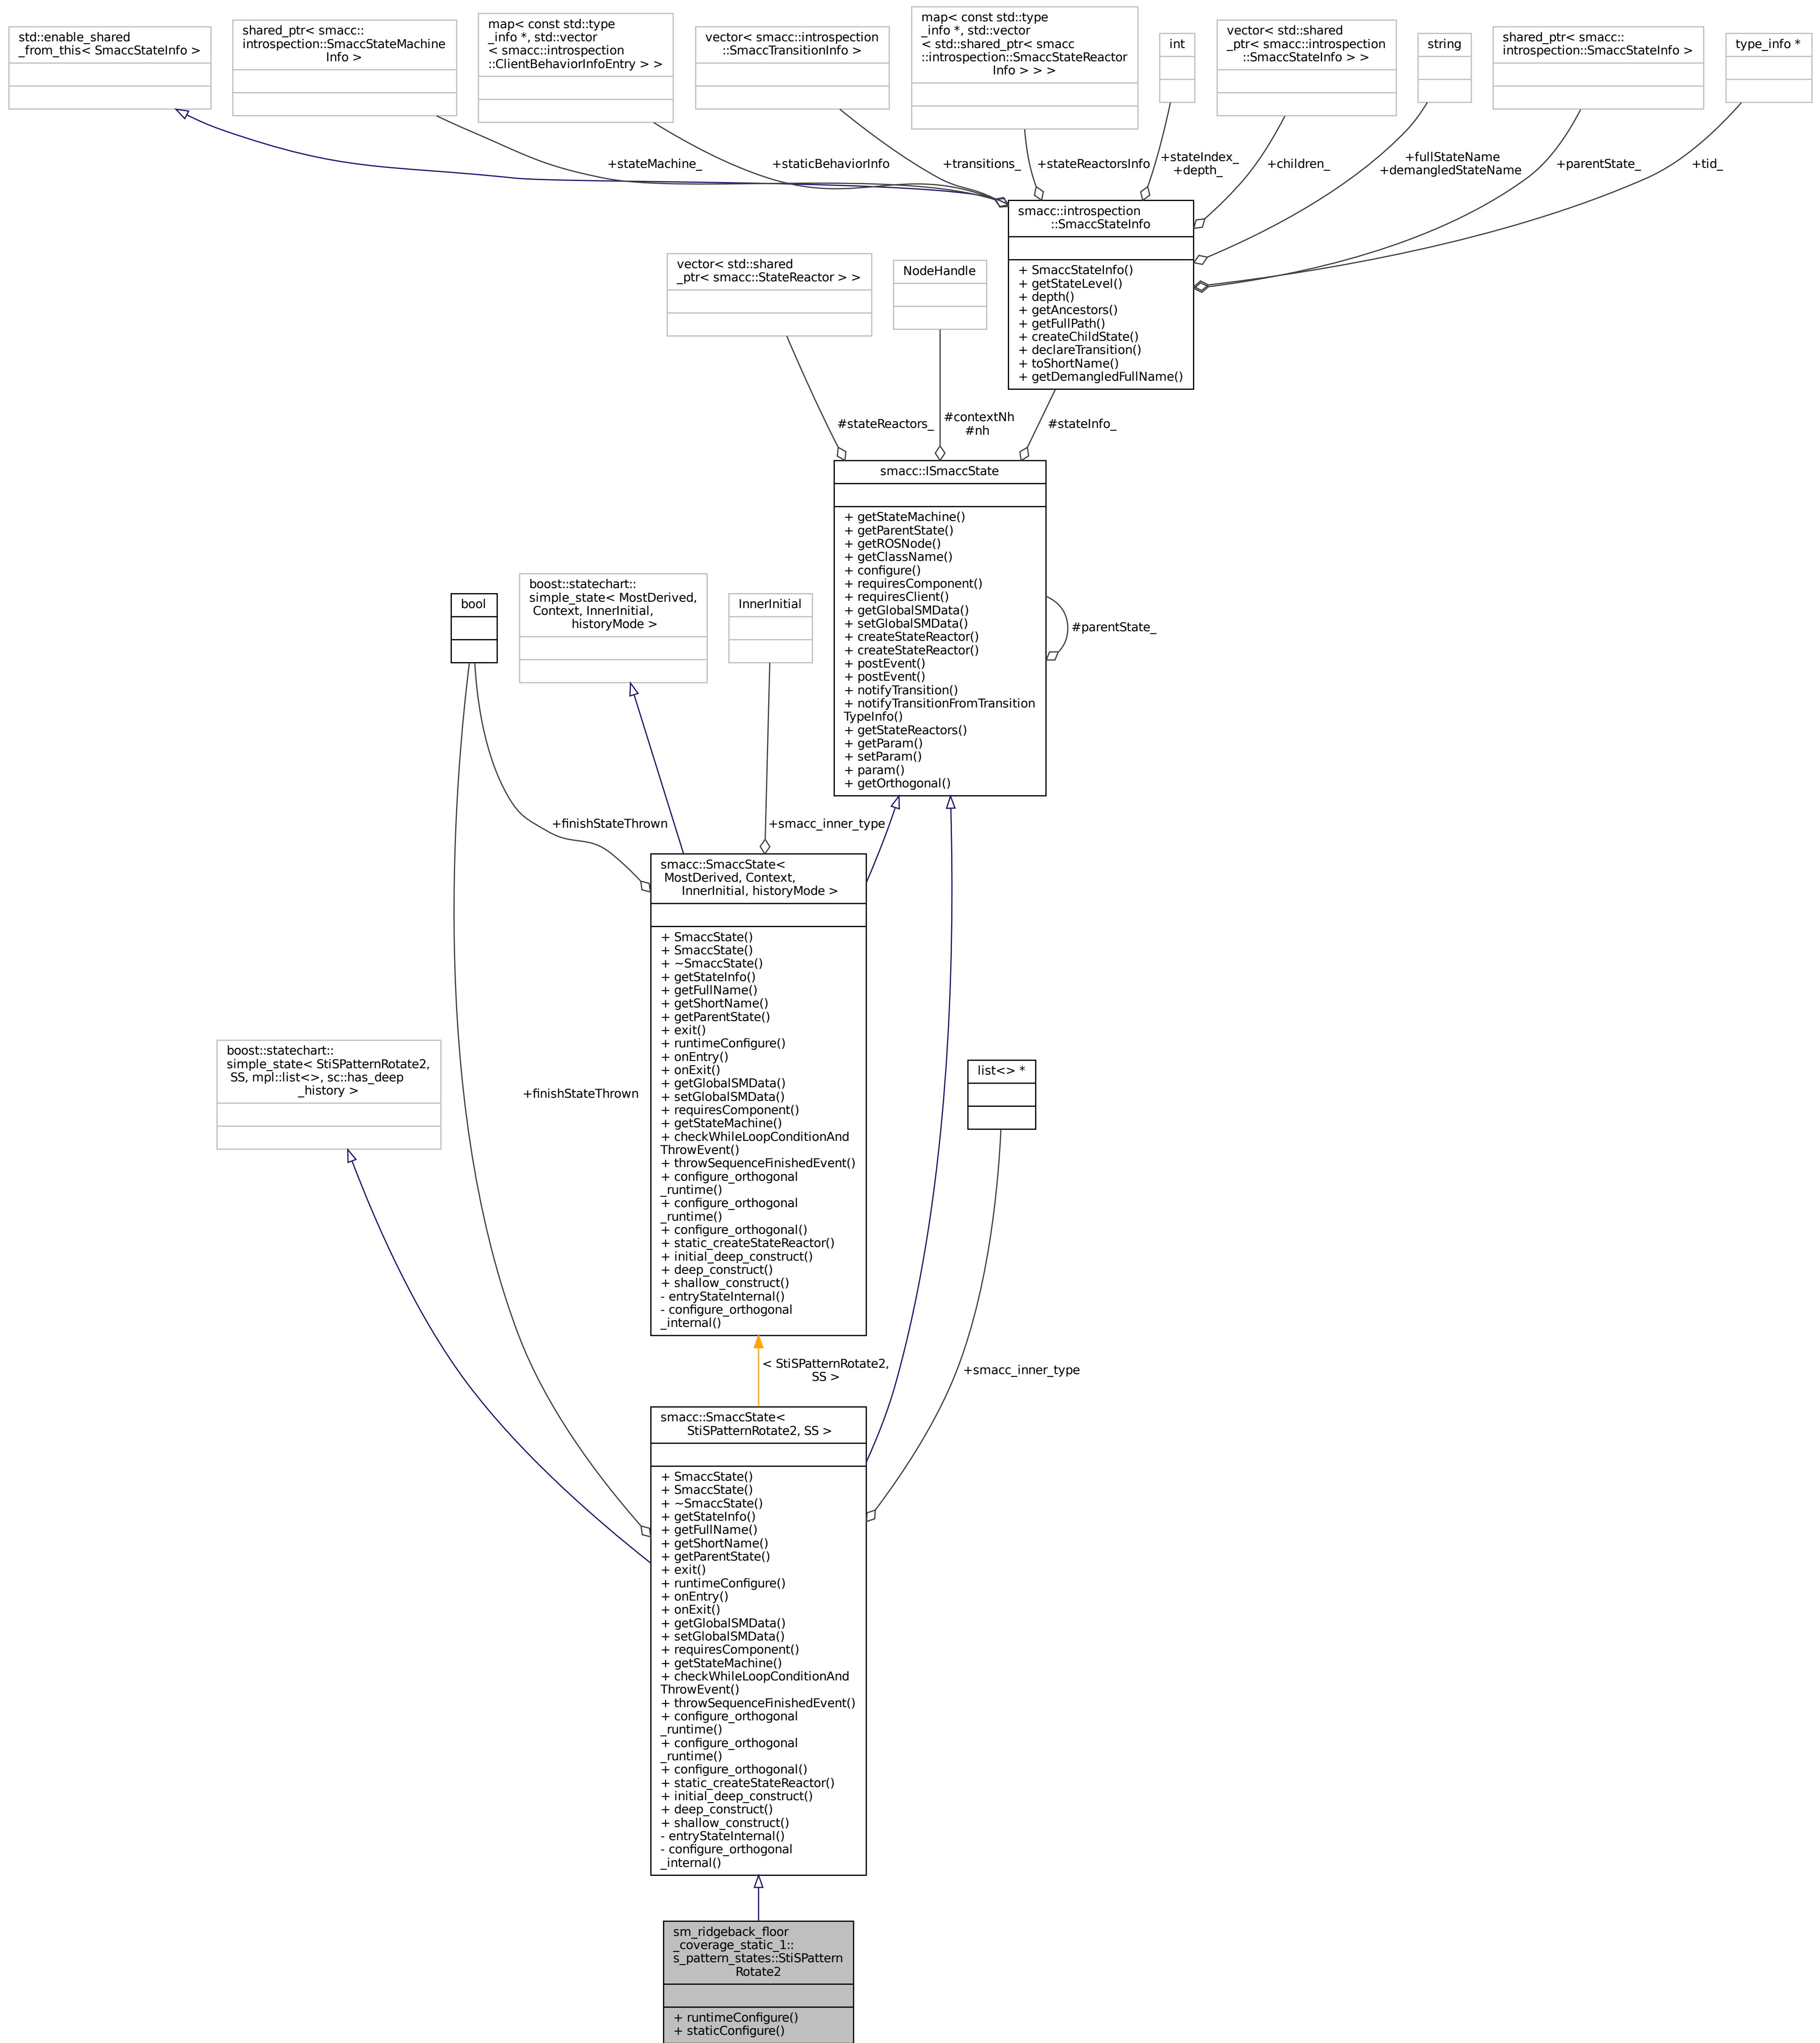 std::enable_shared
_from_this< SmaccStateInfo >
shared_ptr< smacc::
introspection::SmaccStateMachine
Info >
map< const std::type
_info *, std::vector
< smacc::introspection
::ClientBehaviorInfoEntry > >
vector< smacc::introspection
::SmaccTransitionInfo >
map< const std::type
_info *, std::vector
< std::shared_ptr< smacc
::introspection::SmaccStateReactor
Info > > >
int
vector< std::shared
_ptr< smacc::introspection
::SmaccStateInfo > >
string
shared_ptr< smacc::
introspection::SmaccStateInfo >
type_info *
+stateMachine_
+staticBehaviorInfo
+transitions_
+stateReactorsInfo
+stateIndex_
+depth_
+children_
+fullStateName
+demangledStateName
+parentState_
+tid_
smacc::introspection
::SmaccStateInfo
+ SmaccStateInfo()
+ getStateLevel()
+ depth()
+ getAncestors()
+ getFullPath()
+ createChildState()
+ declareTransition()
+ toShortName()
+ getDemangledFullName()
vector< std::shared
_ptr< smacc::StateReactor > >
NodeHandle
#stateReactors_
#contextNh
#nh
#stateInfo_
smacc::ISmaccState
+ getStateMachine()
+ getParentState()
+ getROSNode()
+ getClassName()
+ configure()
+ requiresComponent()
+ requiresClient()
+ getGlobalSMData()
+ setGlobalSMData()
+ createStateReactor()
+ createStateReactor()
+ postEvent()
+ postEvent()
+ notifyTransition()
+ notifyTransitionFromTransition
TypeInfo()
+ getStateReactors()
+ getParam()
+ setParam()
+ param()
+ getOrthogonal()
#parentState_
bool
boost::statechart::
simple_state< MostDerived,
Context, InnerInitial,
historyMode >
InnerInitial
+finishStateThrown
+smacc_inner_type
smacc::SmaccState<
MostDerived, Context,
InnerInitial, historyMode >
+ SmaccState()
+ SmaccState()
+ ~SmaccState()
+ getStateInfo()
+ getFullName()
+ getShortName()
+ getParentState()
+ exit()
+ runtimeConfigure()
+ onEntry()
+ onExit()
+ getGlobalSMData()
+ setGlobalSMData()
+ requiresComponent()
+ getStateMachine()
+ checkWhileLoopConditionAnd
ThrowEvent()
+ throwSequenceFinishedEvent()
+ configure_orthogonal
_runtime()
+ configure_orthogonal
_runtime()
+ configure_orthogonal()
+ static_createStateReactor()
+ initial_deep_construct()
+ deep_construct()
+ shallow_construct()
- entryStateInternal()
- configure_orthogonal
_internal()
boost::statechart::
simple_state< StiSPatternRotate2,
SS, mpl::list<>, sc::has_deep
_history >
+finishStateThrown
list<> *
< StiSPatternRotate2,
SS >
+smacc_inner_type
smacc::SmaccState<
StiSPatternRotate2, SS >
+ SmaccState()
+ SmaccState()
+ ~SmaccState()
+ getStateInfo()
+ getFullName()
+ getShortName()
+ getParentState()
+ exit()
+ runtimeConfigure()
+ onEntry()
+ onExit()
+ getGlobalSMData()
+ setGlobalSMData()
+ requiresComponent()
+ getStateMachine()
+ checkWhileLoopConditionAnd
ThrowEvent()
+ throwSequenceFinishedEvent()
+ configure_orthogonal
_runtime()
+ configure_orthogonal
_runtime()
+ configure_orthogonal()
+ static_createStateReactor()
+ initial_deep_construct()
+ deep_construct()
+ shallow_construct()
- entryStateInternal()
- configure_orthogonal
_internal()
sm_ridgeback_floor
_coverage_static_1::
s_pattern_states::StiSPattern
Rotate2
+ runtimeConfigure()
+ staticConfigure()